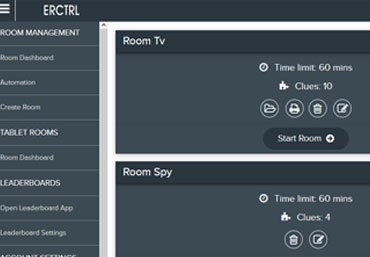 ERCTRL
ROOM MANAGEMENT
Room Dashboard
Automation
Create Room
TABLET ROOMS
Room Dashboard
LEADERBOARDS
Open Leaderboard App
Leaderboard Settings
ACCOUNT SETTINGS
Room Tv
Time limit: 60 mins
Clues: 10
Start Room
Room Spy
Time limit: 60 mins
Clues: 4